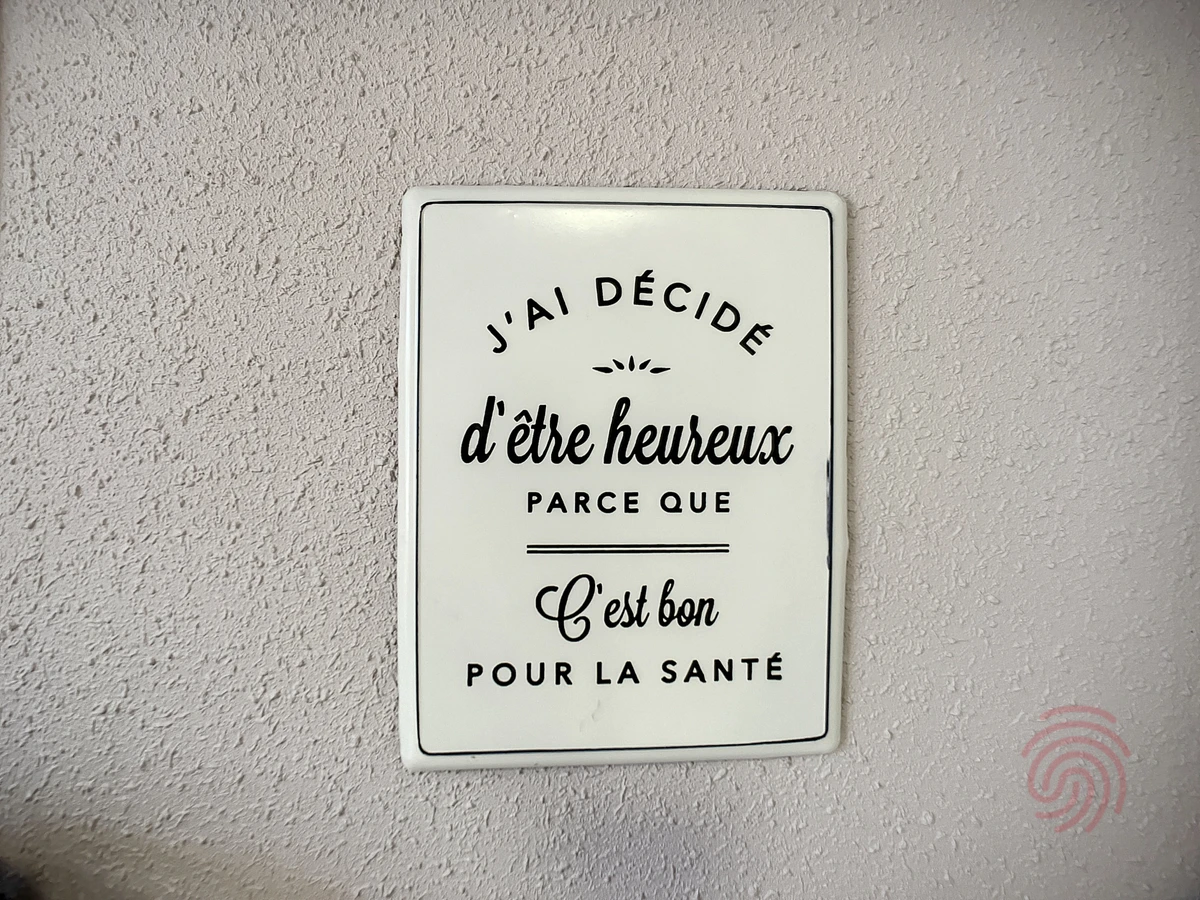 J'AI DÉCIDÉ
d'être heureux
PARCE QUE
C'est bon
POUR LA SANTÉ